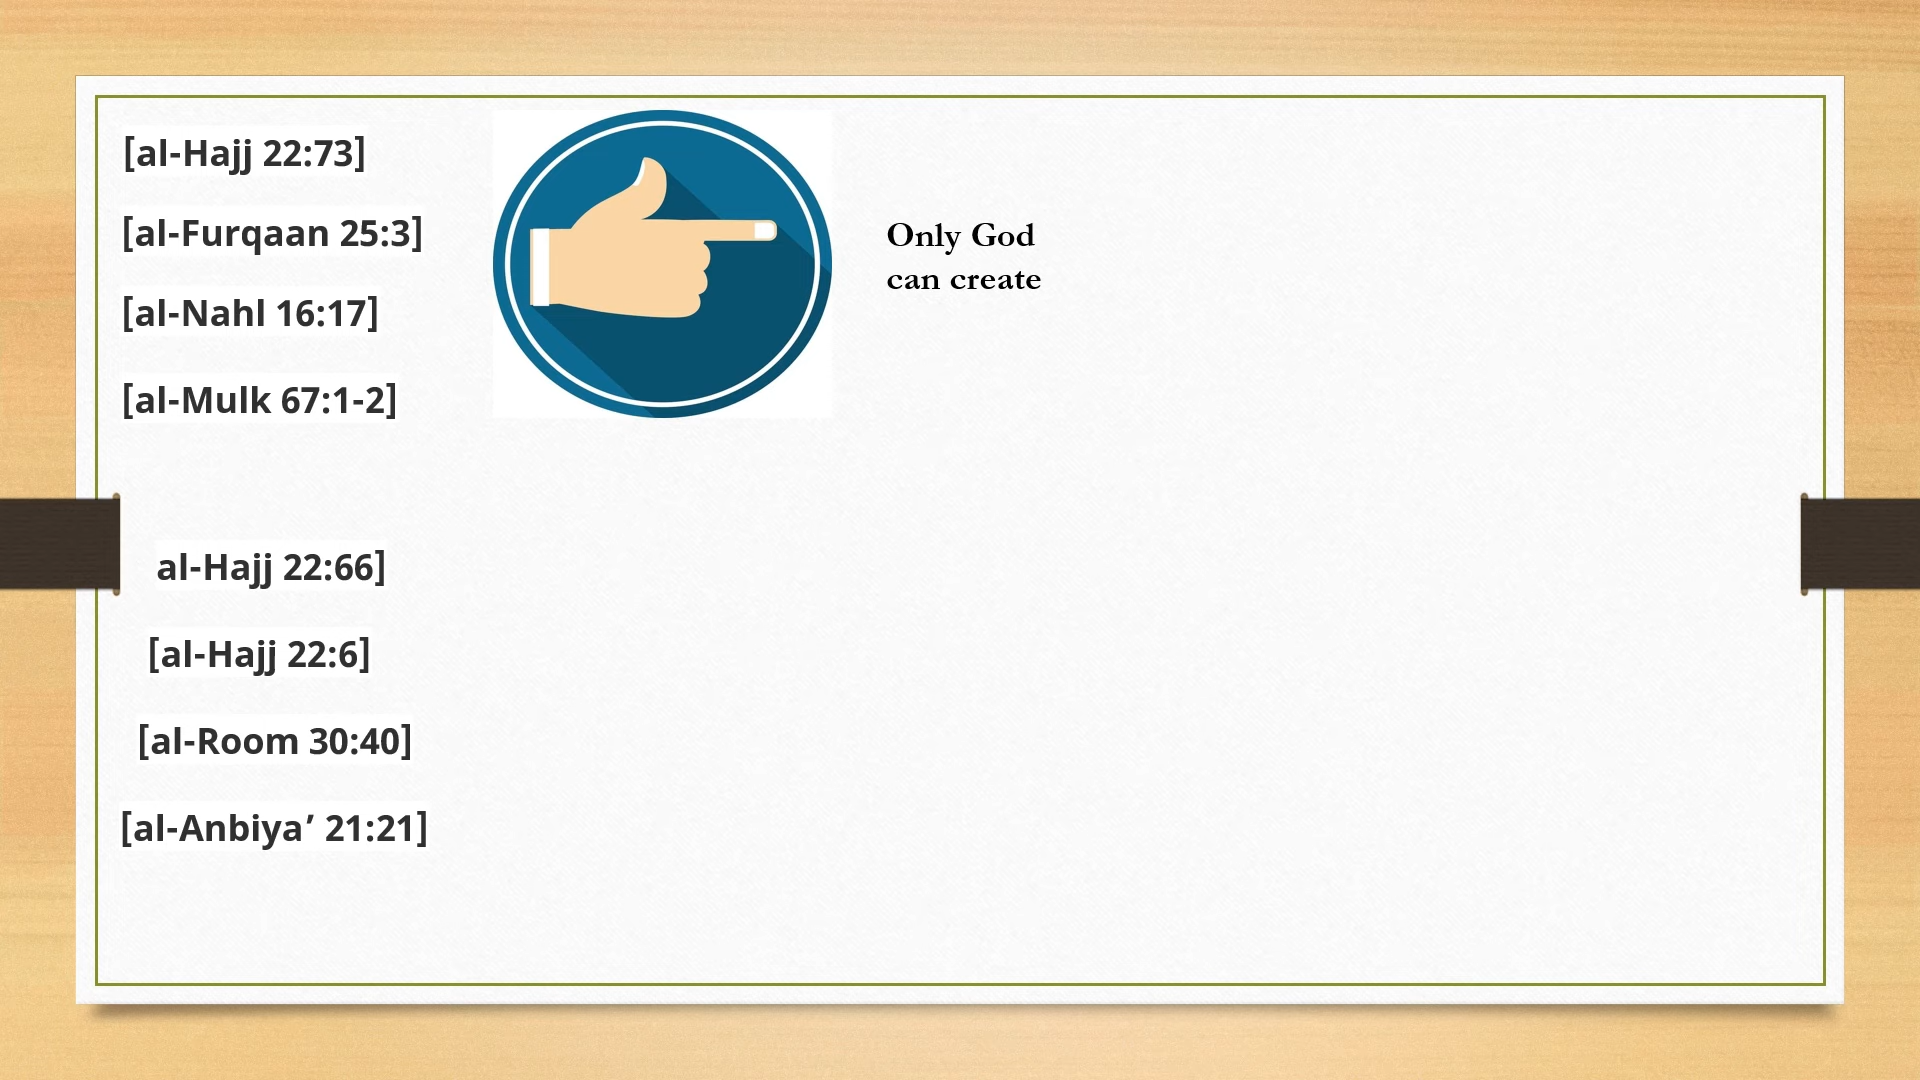 [al-Hajj 22:73]
[al-Furqaan 25:3]
[al-Nahl 16:17]
[al-Mulk 67:1-2]
Only God
can create
al-Hajj 22:66]
[al-Hajj 22:6]
[al-Room 30:40]
[al-Anbiya’ 21:21]